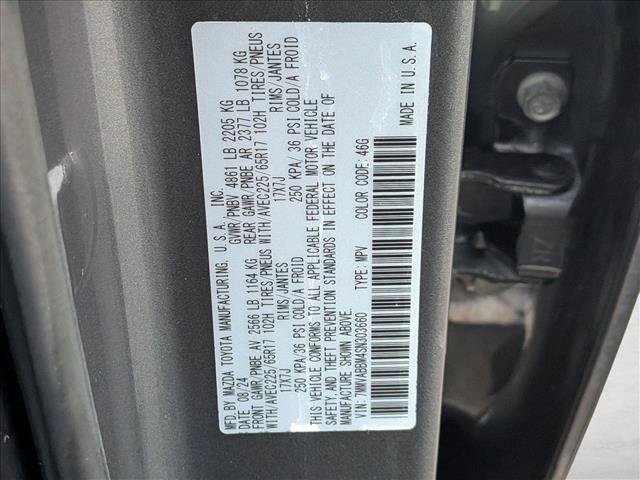 MFD.BY MAZDA TOYOTA MANUFACTURING, U.S.A., INC.
DATE 08/24 GVWR/PNBV 4861 LB 2205 KG
FRONT GAWR/PNBE AV 2566 LB 1164 KG REAR GAWR/PNBE AR 2377 LB 1078 KG
WITH/AVEC225/65R17 102H TIRES/PNEUS WITH/AVEC225/65R17 102H TIRES/PNEUS
17X7J RIMS/JANTES 17X7J RIMS/JANTES
250 KPA/36 PSI COLD/A FROID 250 KPA/ 36 PSI COLD/A FROID
THIS VEHICLE CONFORMS TO ALL APPLICABLE FEDERAL MOTOR VEHICLE
SAFETY, AND THEFT PREVENTION STANDARDS IN EFFECT ON THE DATE OF
MANUFACTURE SHOWN ABOVE.
VIN: 7MMVABBM4SN303660 TYPE: MPV COLOR CODE: 46G
MADE IN U.S.A.